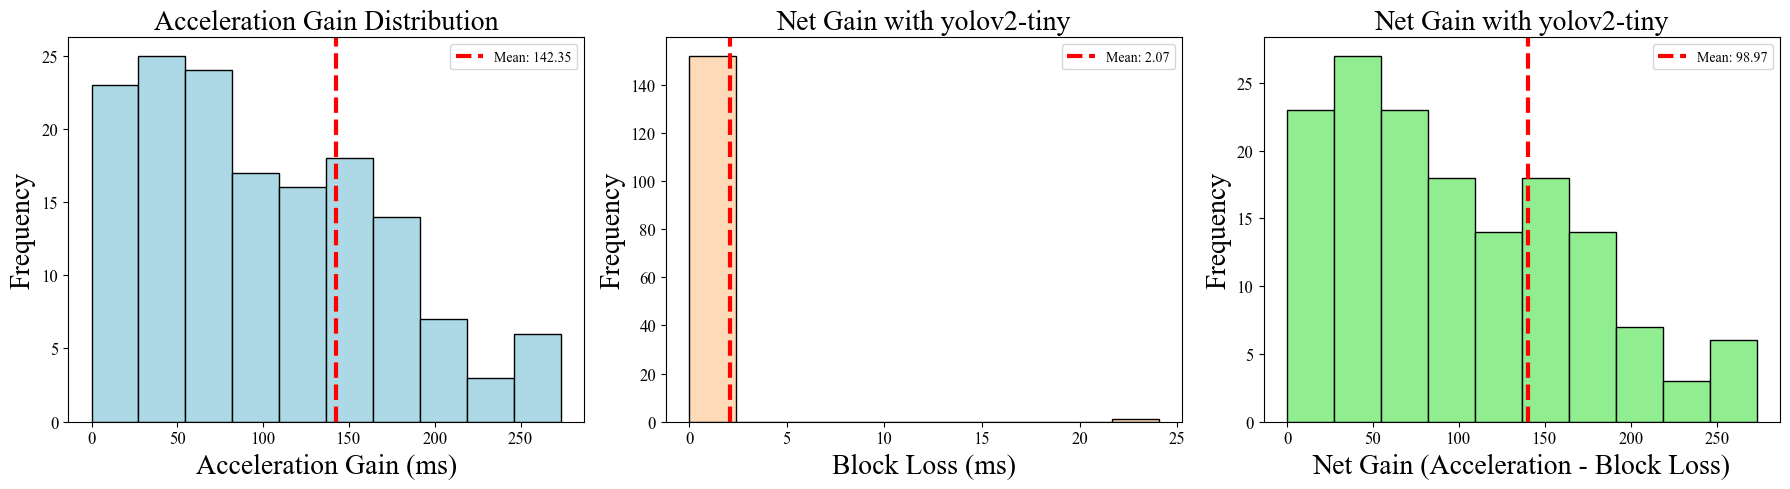 Acceleration Gain Distribution
Mean: 142.35
25
20
15
10
5
0
Frequency
0 50 100 150 200 250
Acceleration Gain (ms)
Net Gain with yolov2-tiny
Mean: 2.07
140
120
100
80
60
40
20
0
Frequency
0 5 10 15 20 25
Block Loss (ms)
Net Gain with yolov2-tiny
Mean: 98.97
25
20
15
10
5
0
Frequency
0 50 100 150 200 250
Net Gain (Acceleration - Block Loss)